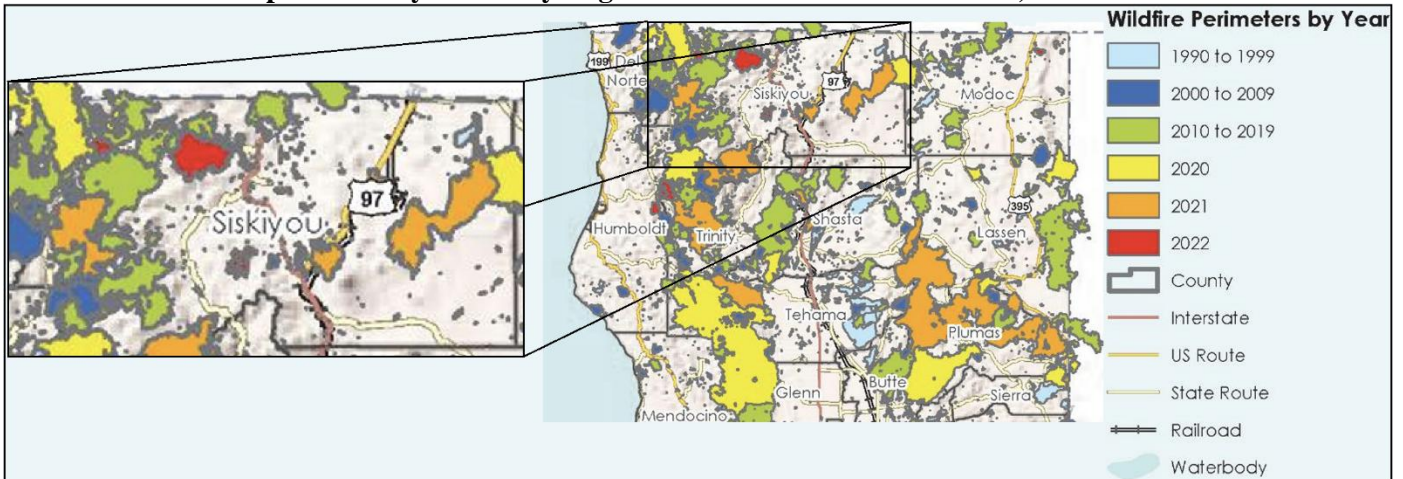 Wildfire Perimeters by Year
1990 to 1999
2000 to 2009
2010 to 2019
2020
2021
2022
County
Interstate
US Route
State Route
Railroad
Waterbody
199
Del
Norte
Siskiyou
97
Modoc
Siskiyou
97
395
Humboldt
Trinity
Shasta
Lassen
Tehama
Plumas
Glenn
Butte
Sierra
Mendocino